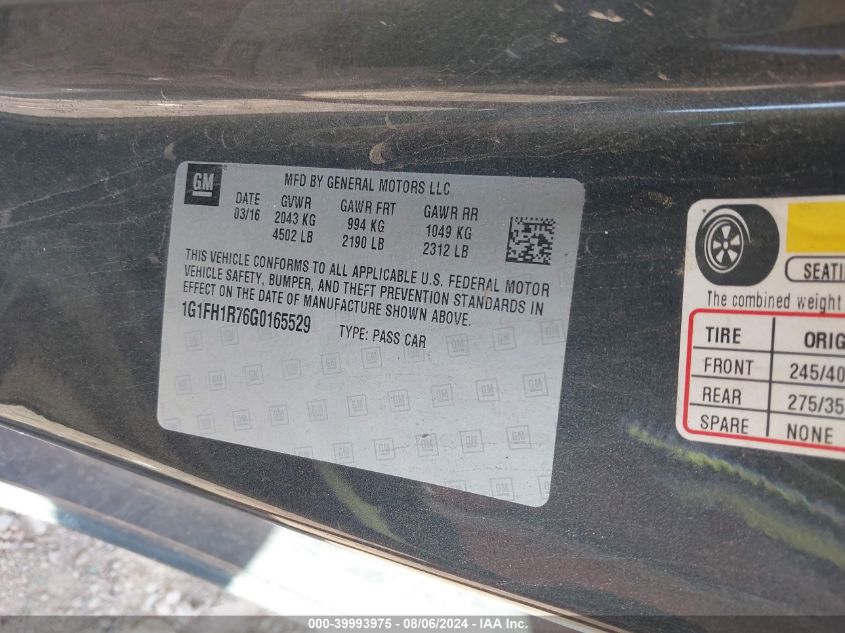 GM
MFD BY GENERAL MOTORS LLC
DATE GVWR GAWR FRT GAWR RR
03/16 2043 KG 994 KG 1049 KG
4502 LB 2190 LB 2312 LB
THIS VEHICLE CONFORMS TO ALL APPLICABLE U.S. FEDERAL MOTOR
VEHICLE SAFETY, BUMPER, AND THEFT PREVENTION STANDARDS IN
EFFECT ON THE DATE OF MANUFACTURE SHOWN ABOVE.
1G1FH1R76G0165529 TYPE: PASS CAR
SEATI
The combined weight
TIRE ORIG
FRONT 245/40
REAR 275/35
SPARE NONE
000-39993975 - 08/06/2024 - IAA Inc.